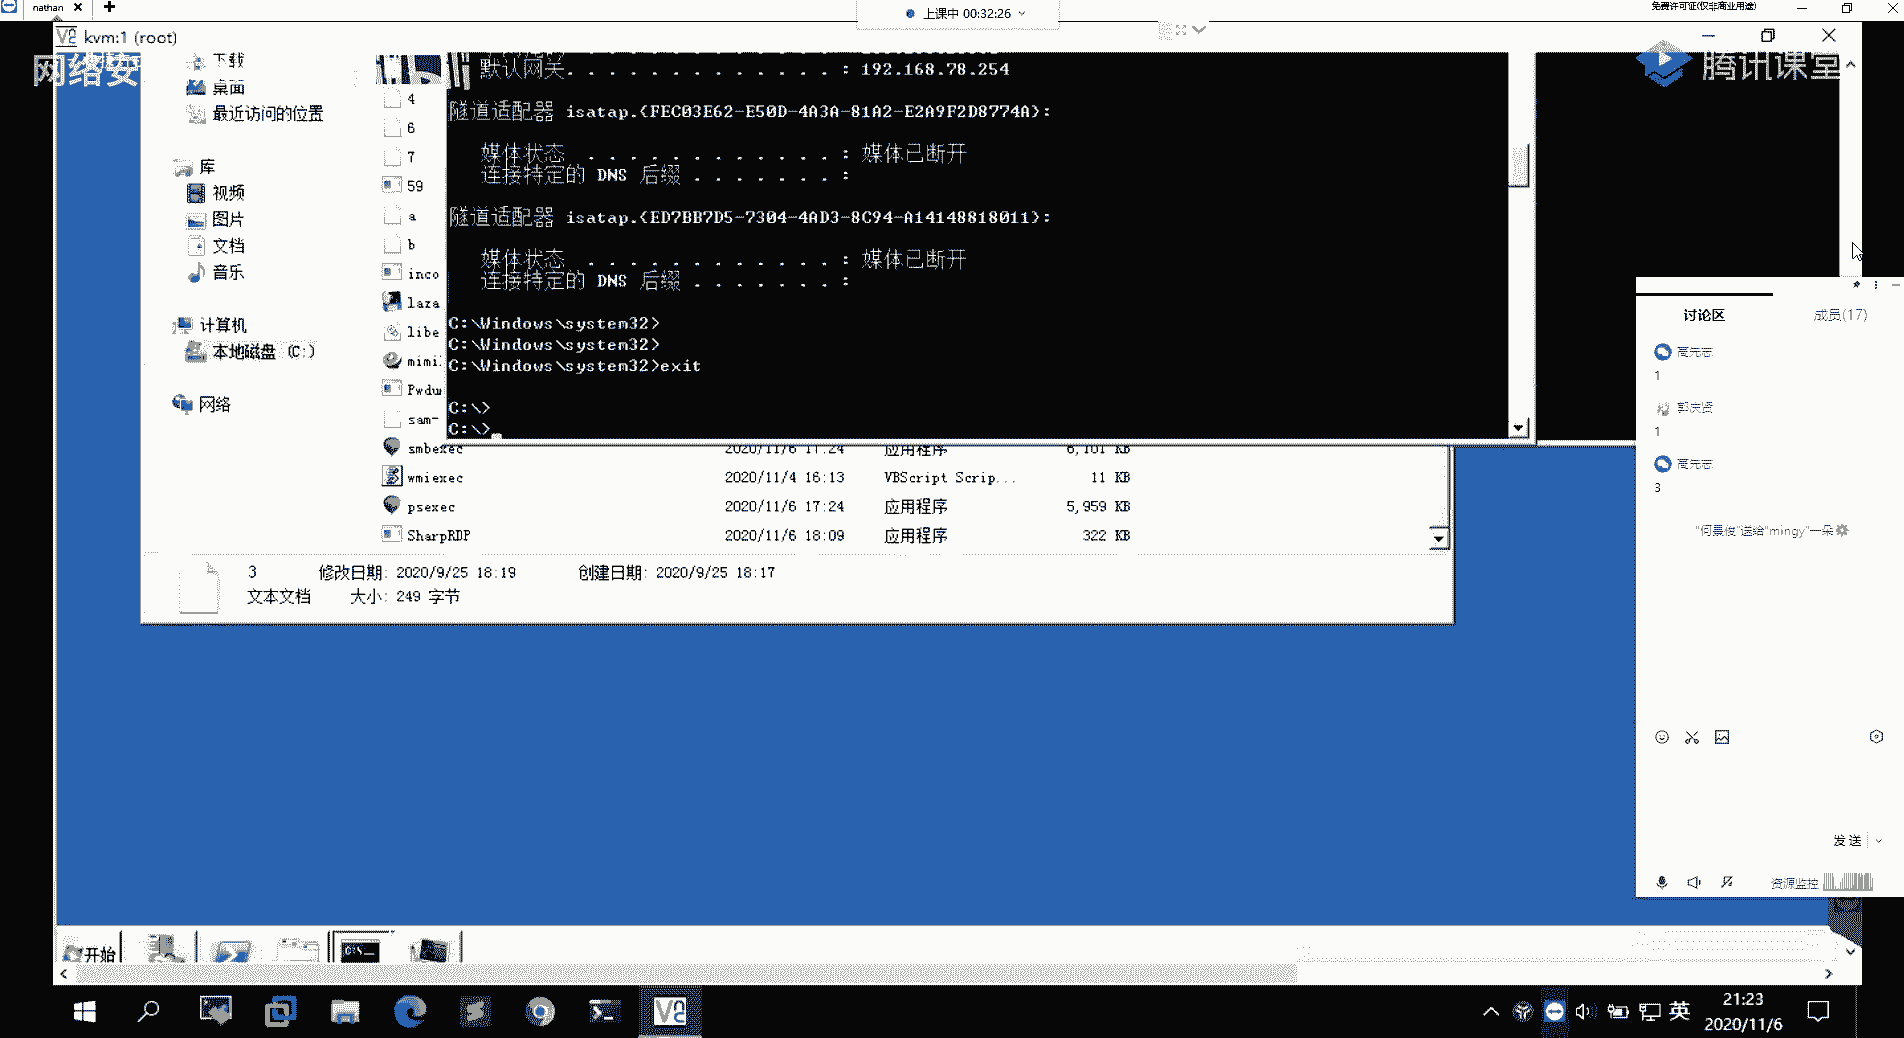 nathan
上课中 00:32:26
免费许可证(仅非商业用途)
kvm:1 (root)
网络安
腾讯课堂
下载
桌面
最近访问的位置
库
视频
图片
文档
音乐
计算机
本地磁盘 (C:)
网络
4
6
7
59
a
b
inco
laza
libe
mimi
Pwdu
sam-
默认网关. . . . . . . . . . . . . : 192.168.78.254
隧道适配器 isatap.{FEC03E62-E50D-4A3A-81A2-E2A9F2D8774A}:
媒体状态 . . . . . . . . . . . . : 媒体已断开
连接特定的 DNS 后缀 . . . . . . . :
隧道适配器 isatap.{ED7BB7D5-7304-4AD3-8C94-A14148818011}:
媒体状态 . . . . . . . . . . . . : 媒体已断开
连接特定的 DNS 后缀 . . . . . . . :
C:\Windows\system32>
C:\Windows\system32>
C:\Windows\system32>exit
C:\>
C:\>
smbexec 2020/11/6 17:24 应用程序 6,101 KB
wmiexec 2020/11/4 16:13 VBScript Scrip... 11 KB
psexec 2020/11/6 17:24 应用程序 5,959 KB
SharpRDP 2020/11/6 18:09 应用程序 322 KB
3 修改日期: 2020/9/25 18:19 创建日期: 2020/9/25 18:17
文本文档 大小: 249 字节
讨论区 成员(17)
1
1
3
"何景俊"送给"mingy"一朵
发送
资源监控
开始
英
21:23
2020/11/6